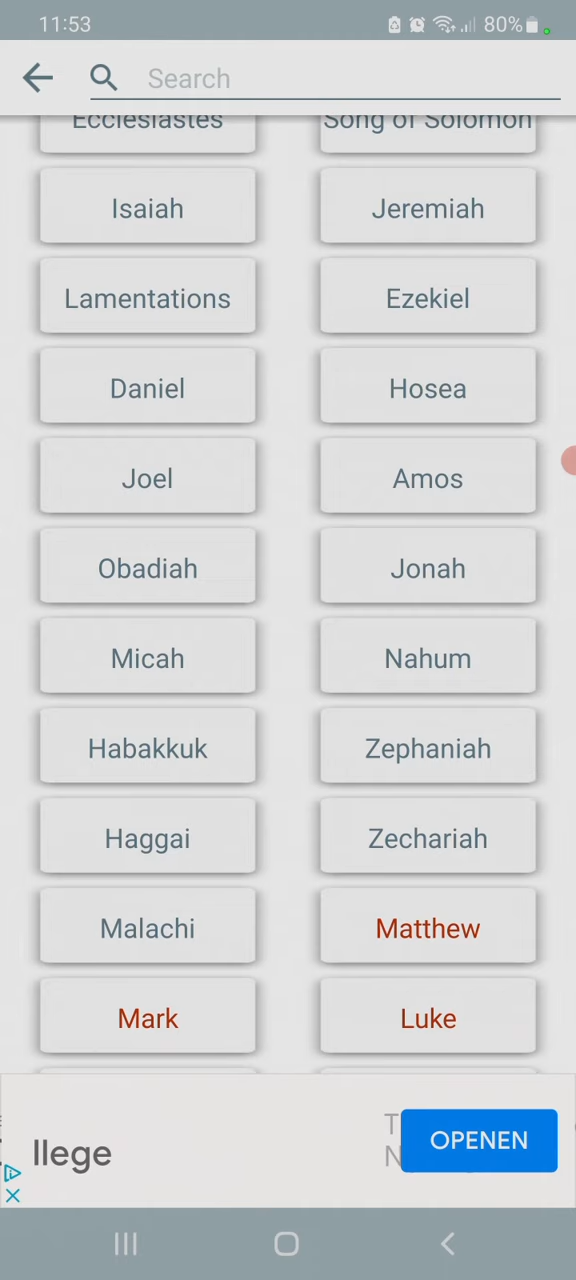 11:53
80%
Search
Ecclesiastes
Song of Solomon
Isaiah
Jeremiah
Lamentations
Ezekiel
Daniel
Hosea
Joel
Amos
Obadiah
Jonah
Micah
Nahum
Habakkuk
Zephaniah
Haggai
Zechariah
Malachi
Matthew
Mark
Luke
llege
T
N
OPENEN